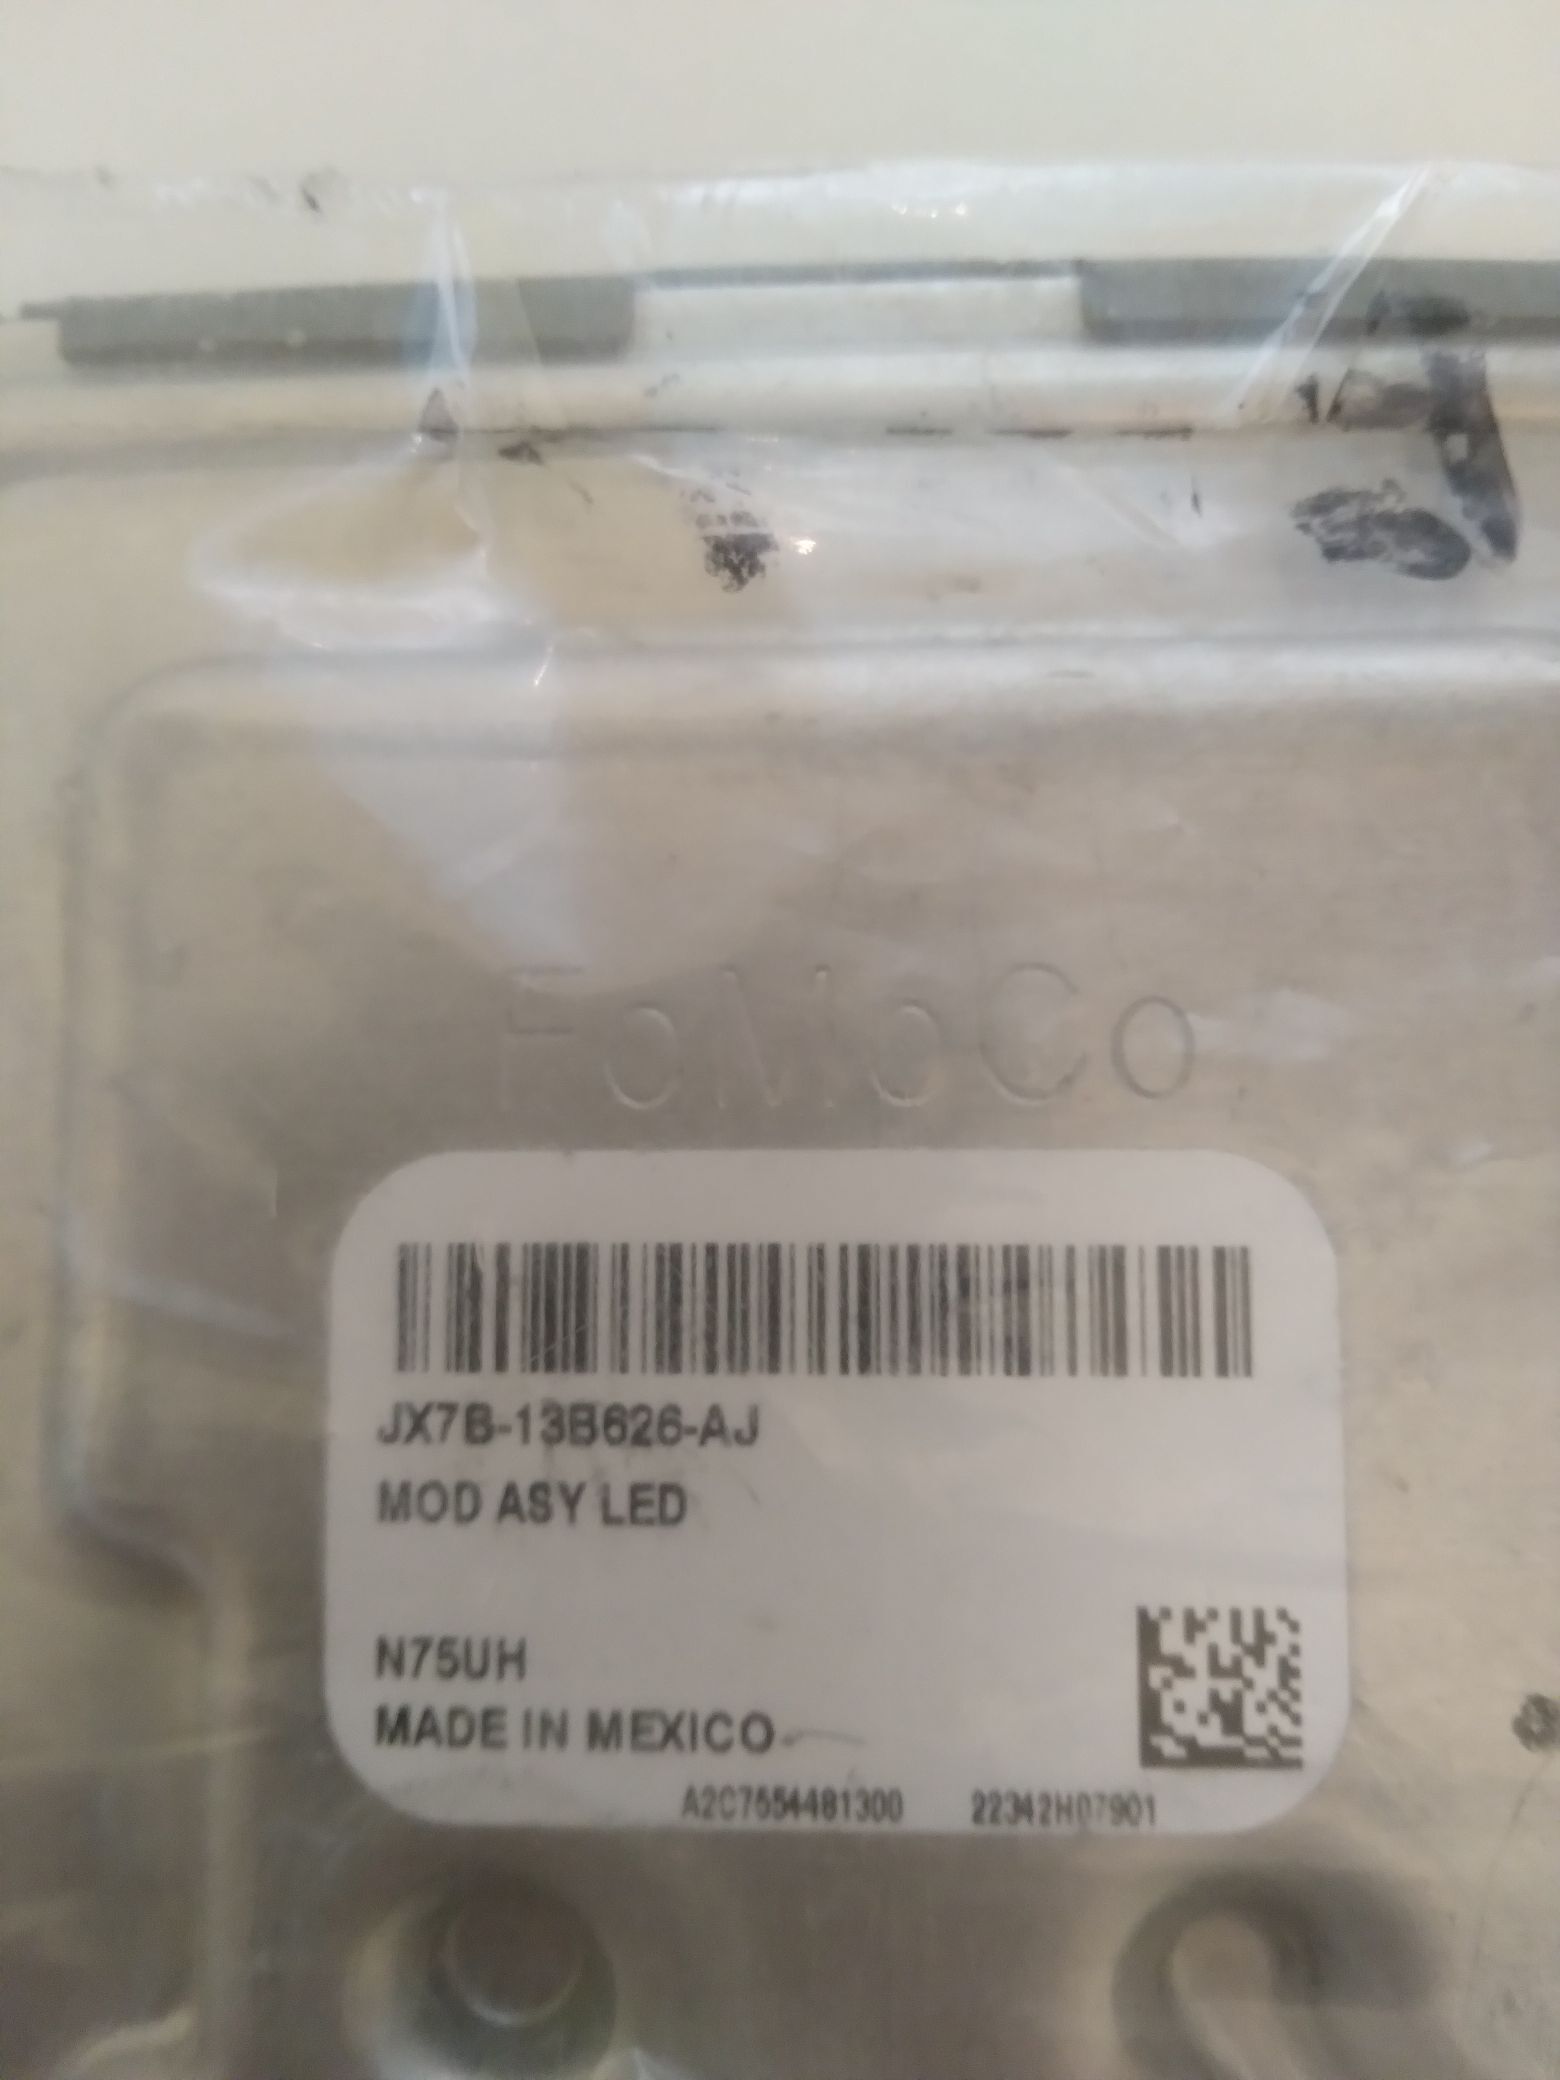 FoMoCo
JX7B-13B626-AJ
MOD ASY LED
N75UH
MADE IN MEXICO
A2C7554481300 22342H07901